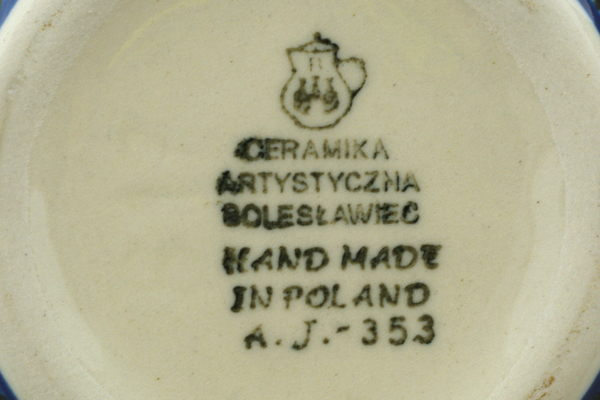 CERAMIKA
ARTYSTYCZNA
BOLESŁAWIEC
HAND MADE
IN POLAND
A.J.-353